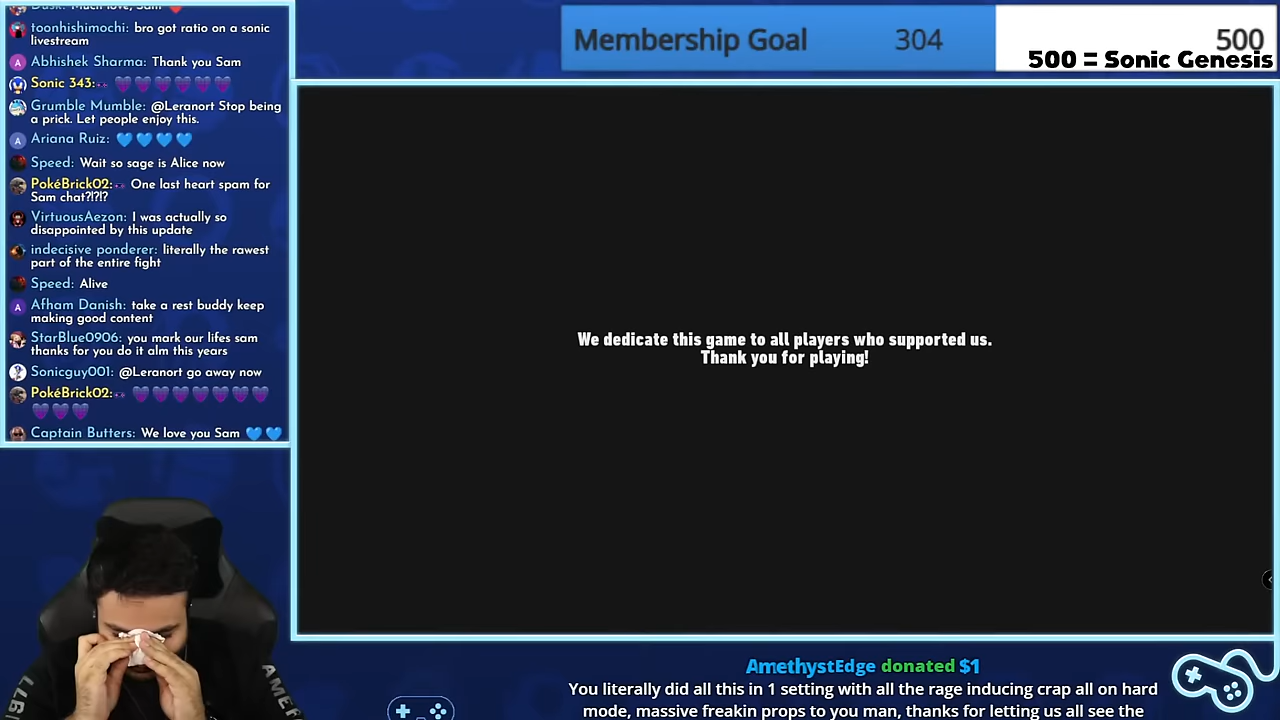 Dusk: Much love, Sam
toonhishimochi: bro got ratio on a sonic
livestream
A Abhishek Sharma: Thank you Sam
Sonic 343:
Grumble Mumble: @Leranort Stop being
a prick. Let people enjoy this.
A Ariana Ruiz:
Speed: Wait so sage is Alice now
PokéBrick02: One last heart spam for
Sam chat?!?!?
VirtuousAezon: I was actually so
disappointed by this update
indecisive ponderer: literally the rawest
part of the entire fight
Speed: Alive
A Afham Danish: take a rest buddy keep
making good content
StarBlue0906: you mark our lifes sam
thanks for you do it alm this years
Sonicguy001: @Leranort go away now
PokéBrick02:
Captain Butters: We love you Sam
Membership Goal 304 500
500 = Sonic Genesis
We dedicate this game to all players who supported us.
Thank you for playing!
AmethystEdge donated $1
You literally did all this in 1 setting with all the rage inducing crap all on hard
mode, massive freakin props to you man, thanks for letting us all see the